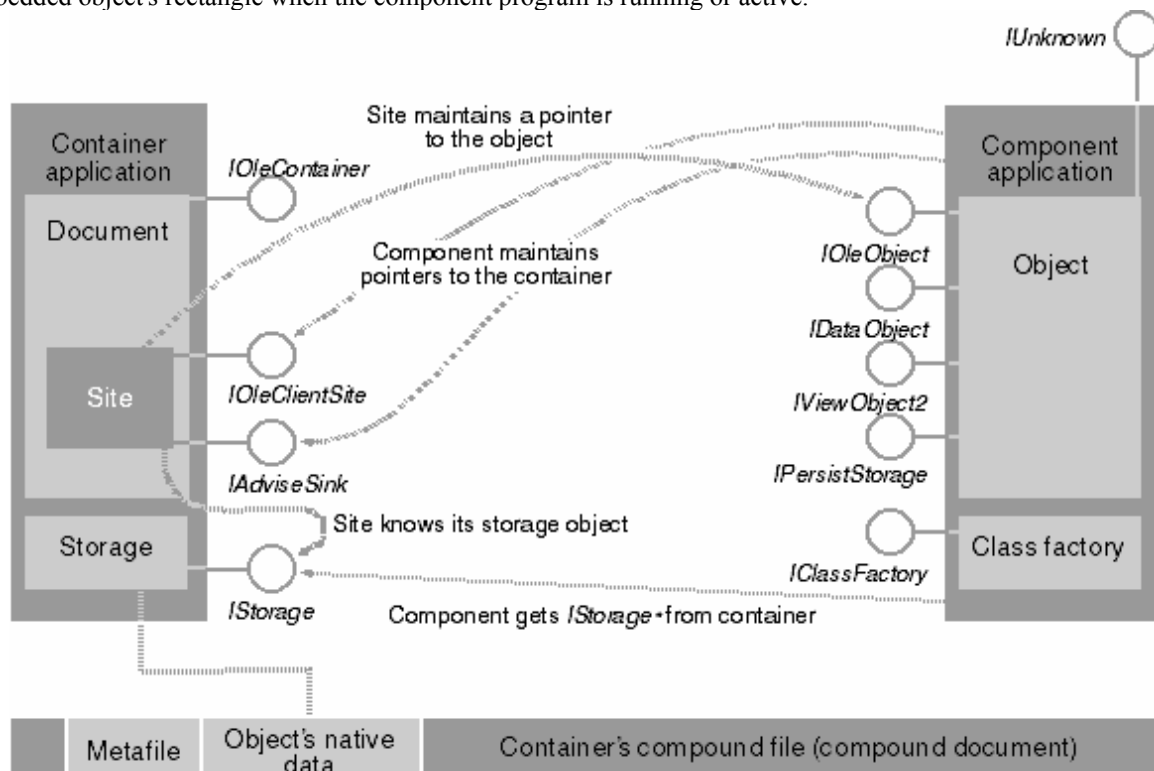 bedded object's rectangle when the component program is running or active.
IUnknown
Container
application
Site maintains a pointer
to the object
Component
application
IOleContainer
Document
Component maintains
pointers to the container
IOleObject
Object
IDataObject
Site
IOleClientSite
IViewObject2
IAdviseSink
IPersistStorage
Site knows its storage object
Storage
Class factory
IClassFactory
IStorage
Component gets IStorage* from container
Metafile
Object's native
data
Container's compound file (compound document)